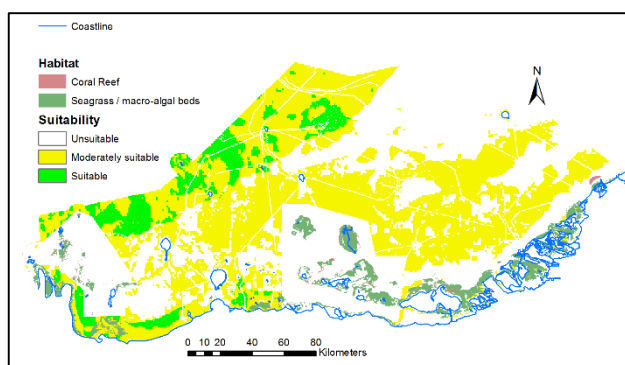 Coastline
Habitat
Coral Reef
Seagrass / macro-algal beds
Suitability
Unsuitable
Moderately suitable
Suitable
N
0 10 20 40 60 80
Kilometers